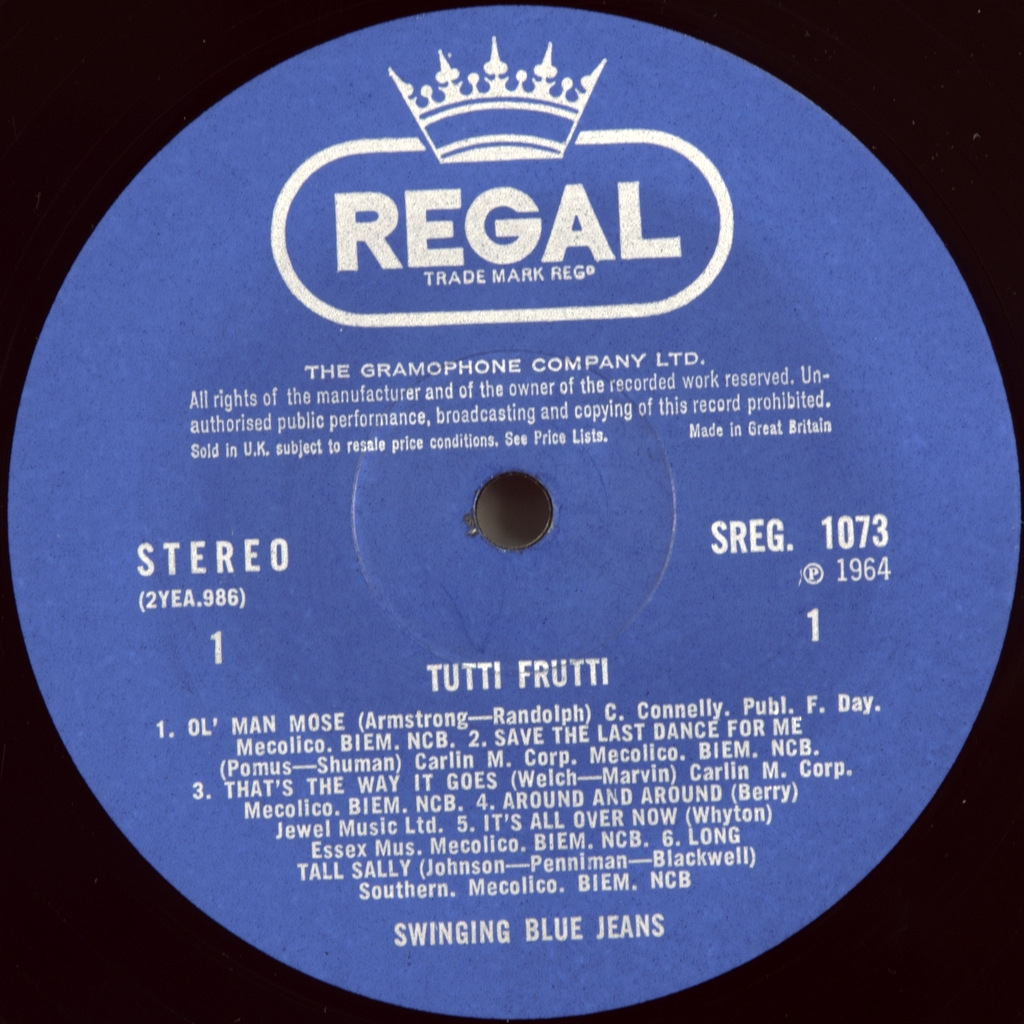 REGAL
TRADE MARK REGD
THE GRAMOPHONE COMPANY LTD.
All rights of the manufacturer and of the owner of the recorded work reserved. Un-
authorised public performance, broadcasting and copying of this record prohibited.
Sold in U.K. subject to resale price conditions. See Price Lists. Made in Great Britain
STEREO
(2YEA.986)
1
SREG. 1073
℗ 1964
1
TUTTI FRUTTI
1. OL' MAN MOSE (Armstrong—Randolph) C. Connelly. Publ. F. Day.
Mecolico. BIEM. NCB. 2. SAVE THE LAST DANCE FOR ME
(Pomus—Shuman) Carlin M. Corp. Mecolico. BIEM. NCB.
3. THAT'S THE WAY IT GOES (Welch—Marvin) Carlin M. Corp.
Mecolico. BIEM. NCB. 4. AROUND AND AROUND (Berry)
Jewel Music Ltd. 5. IT'S ALL OVER NOW (Whyton)
Essex Mus. Mecolico. BIEM. NCB. 6. LONG
TALL SALLY (Johnson—Penniman—Blackwell)
Southern. Mecolico. BIEM. NCB
SWINGING BLUE JEANS